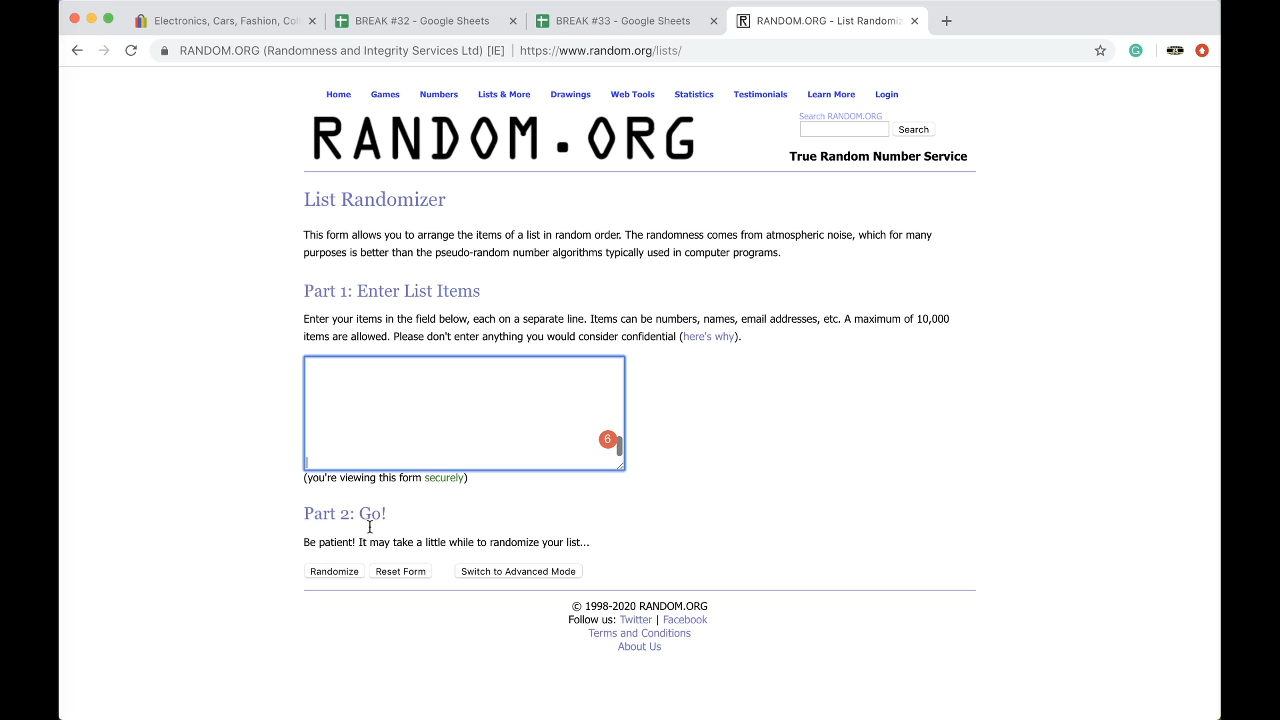 Electronics, Cars, Fashion, Col
BREAK #32 - Google Sheets
BREAK #33 - Google Sheets
RANDOM.ORG - List Randomiz
RANDOM.ORG (Randomness and Integrity Services Ltd) [IE] | https://www.random.org/lists/
Home Games Numbers Lists & More Drawings Web Tools Statistics Testimonials Learn More Login
RANDOM.ORG
Search RANDOM.ORG
Search
True Random Number Service
List Randomizer
This form allows you to arrange the items of a list in random order. The randomness comes from atmospheric noise, which for many
purposes is better than the pseudo-random number algorithms typically used in computer programs.
Part 1: Enter List Items
Enter your items in the field below, each on a separate line. Items can be numbers, names, email addresses, etc. A maximum of 10,000
items are allowed. Please don't enter anything you would consider confidential (here's why).
6
(you're viewing this form securely)
Part 2: Go!
Be patient! It may take a little while to randomize your list...
Randomize Reset Form Switch to Advanced Mode
© 1998-2020 RANDOM.ORG
Follow us: Twitter | Facebook
Terms and Conditions
About Us